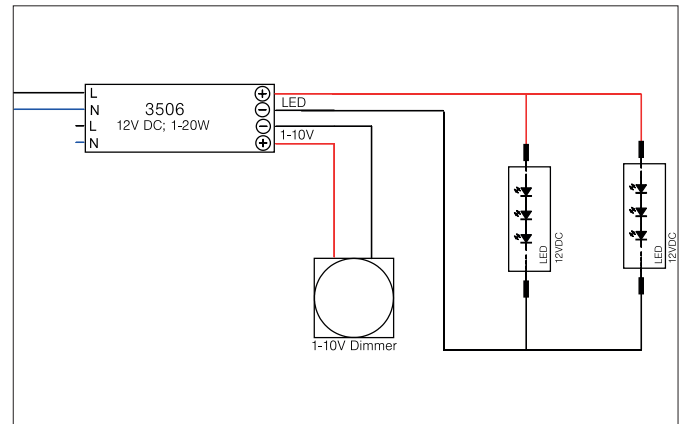 L
N
L
N
3506
12V DC; 1-20W
+
−
−
+
LED
1-10V
1-10V Dimmer
LED
12VDC
LED
12VDC